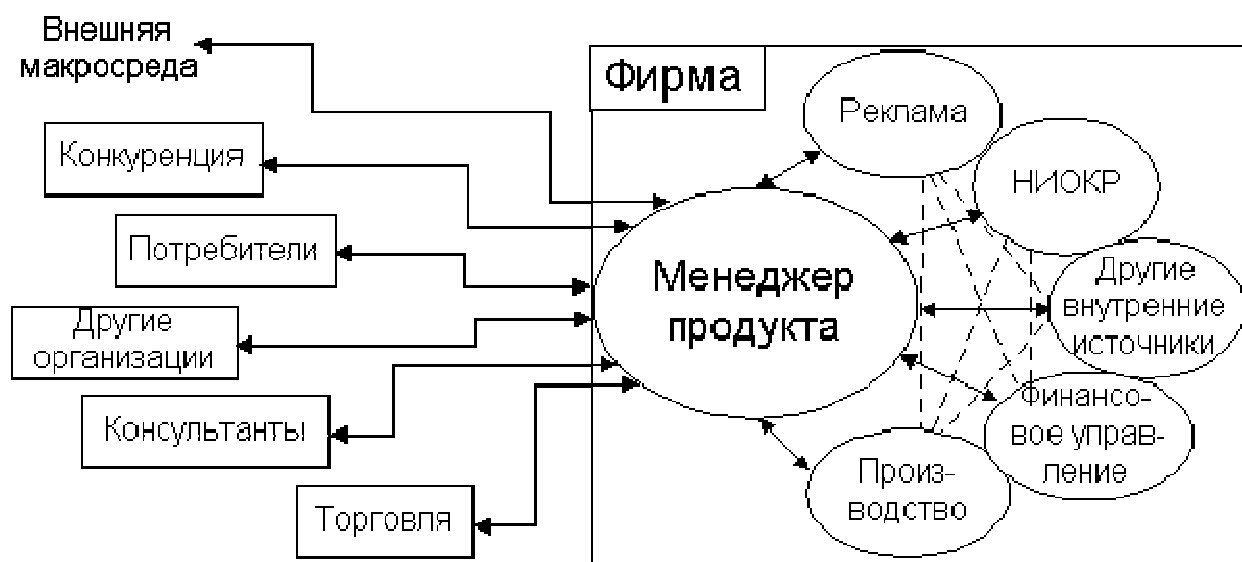 Внешняя
макросреда
Фирма
Реклама
Конкуренция
НИОКР
Потребители
Менеджер
продукта
Другие
внутренние
источники
Другие
организации
Финансо-
вое управ-
ление
Консультанты
Произ-
водство
Торговля